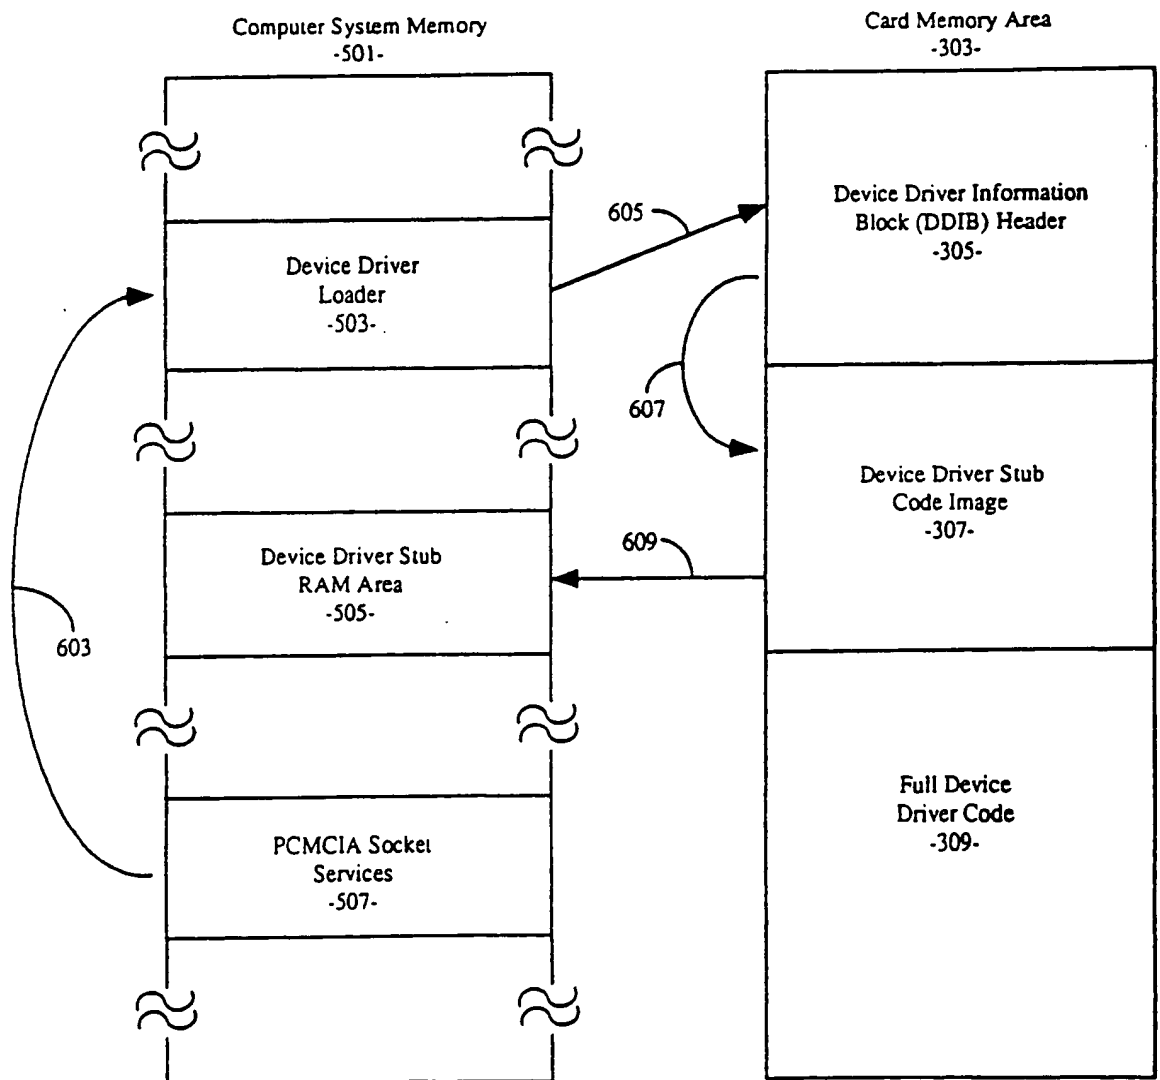 Computer System Memory
-501-
Card Memory Area
-303-
Device Driver Information
Block (DDIB) Header
-305-
605
Device Driver
Loader
-503-
607
Device Driver Stub
Code Image
-307-
609
Device Driver Stub
RAM Area
-505-
603
Full Device
Driver Code
-309-
PCMCIA Socket
Services
-507-